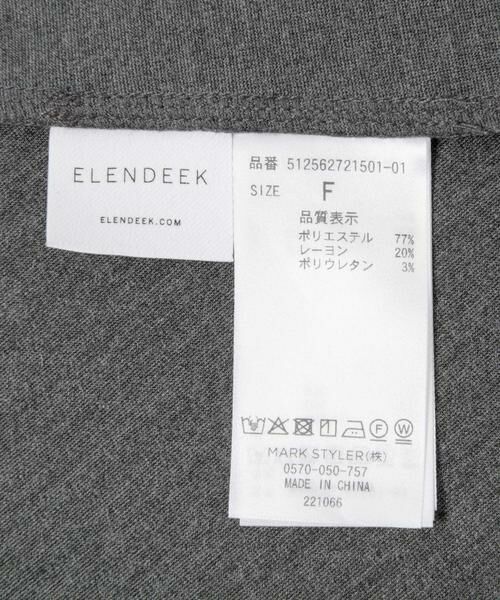 ELENDEEK
ELENDEEK.COM
品番 512562721501-01
SIZE F
品質表示
ポリエステル 77%
レーヨン 20%
ポリウレタン 3%
F W
MARK STYLER(株)
0570-050-757
MADE IN CHINA
221066